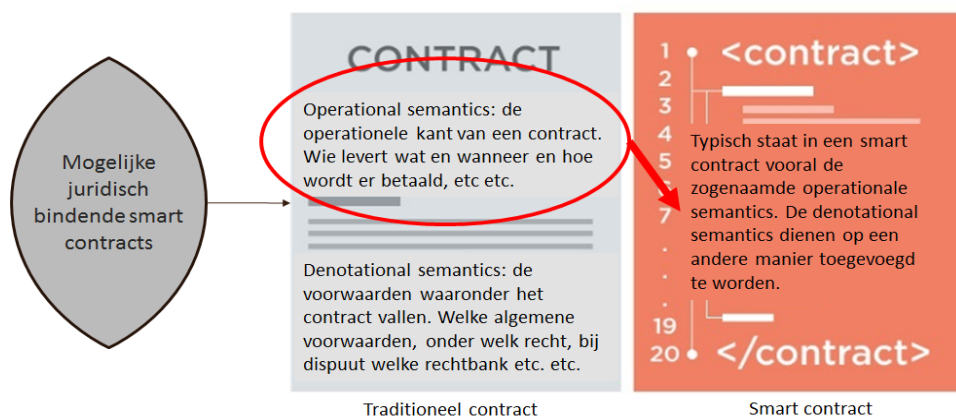 Mogelijke
juridisch
bindende smart
contracts
CONTRACT
Operational semantics: de
operationele kant van een contract.
Wie levert wat en wanneer en hoe
wordt er betaald, etc etc.
Denotational semantics: de
voorwaarden waaronder het
contract vallen. Welke algemene
voorwaarden, onder welk recht, bij
dispuut welke rechtbank etc. etc.
Traditioneel contract
1
2
3
4
5
7
.
.
.
19
20
<contract>
Typisch staat in een smart
contract vooral de
zogenaamde operationale
semantics. De denotational
semantics dienen op een
andere manier toegevoegd
te worden.
</contract>
Smart contract